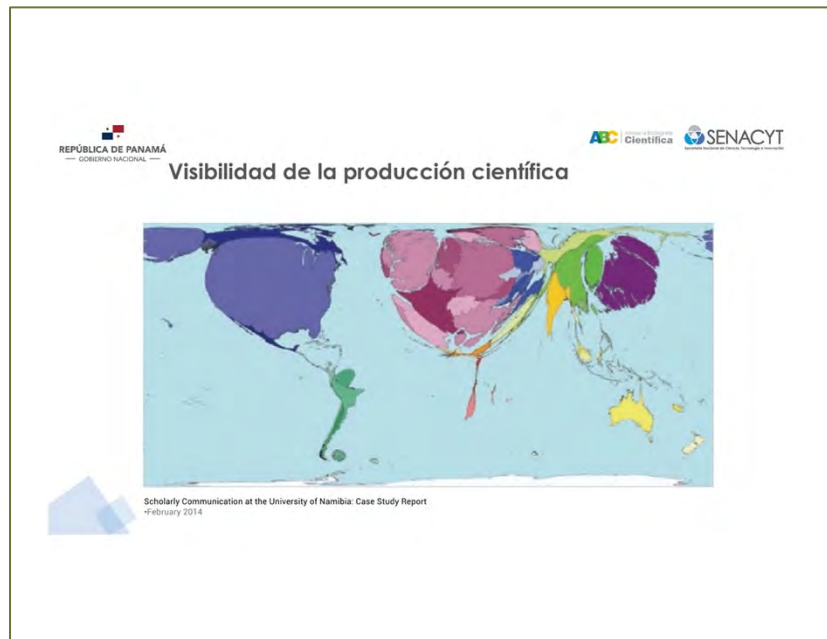 REPÚBLICA DE PANAMÁ
— GOBIERNO NACIONAL —
ABC
Científica
SENACYT
Visibilidad de la producción científica
Scholarly Communication at the University of Namibia: Case Study Report
•February 2014